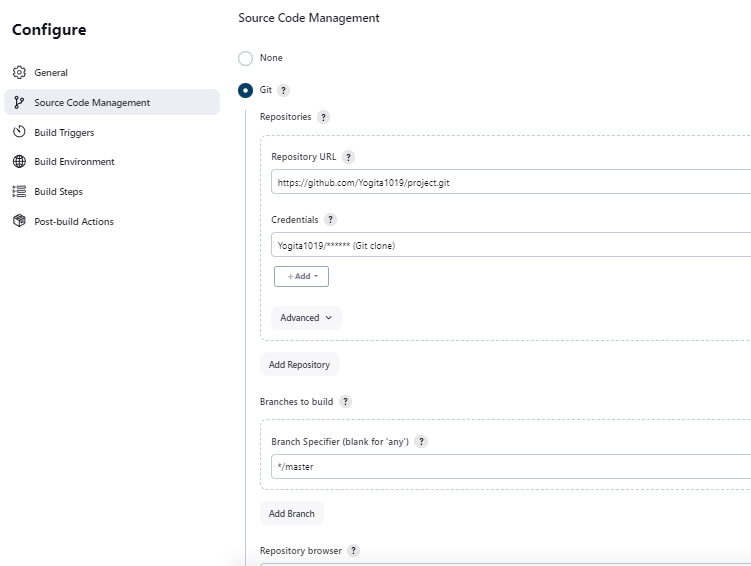 Configure
General
Source Code Management
Build Triggers
Build Environment
Build Steps
Post-build Actions
Source Code Management
None
Git ?
Repositories ?
Repository URL ?
https://github.com/Yogita1019/project.git
Credentials ?
Yogita1019/****** (Git clone)
+ Add
Advanced
Add Repository
Branches to build ?
Branch Specifier (blank for 'any') ?
*/master
Add Branch
Repository browser ?